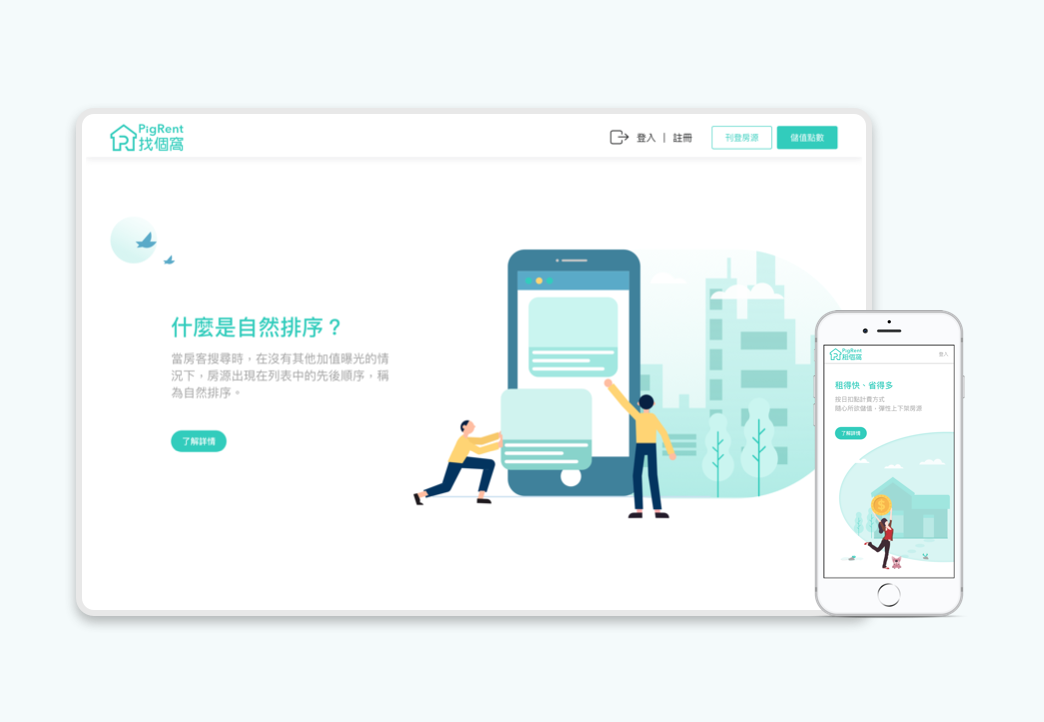 PigRent
找個窩
登入 | 註冊
刊登房源
儲值點數
什麼是自然排序？
當房客搜尋時，在沒有其他加值曝光的情
況下，房源出現在列表中的先後順序，稱
為自然排序。
了解詳情
PigRent
找個窩
登入
租得快、省得多
按日扣點計費方式
隨心所欲儲值，彈性上下架房源
了解詳情